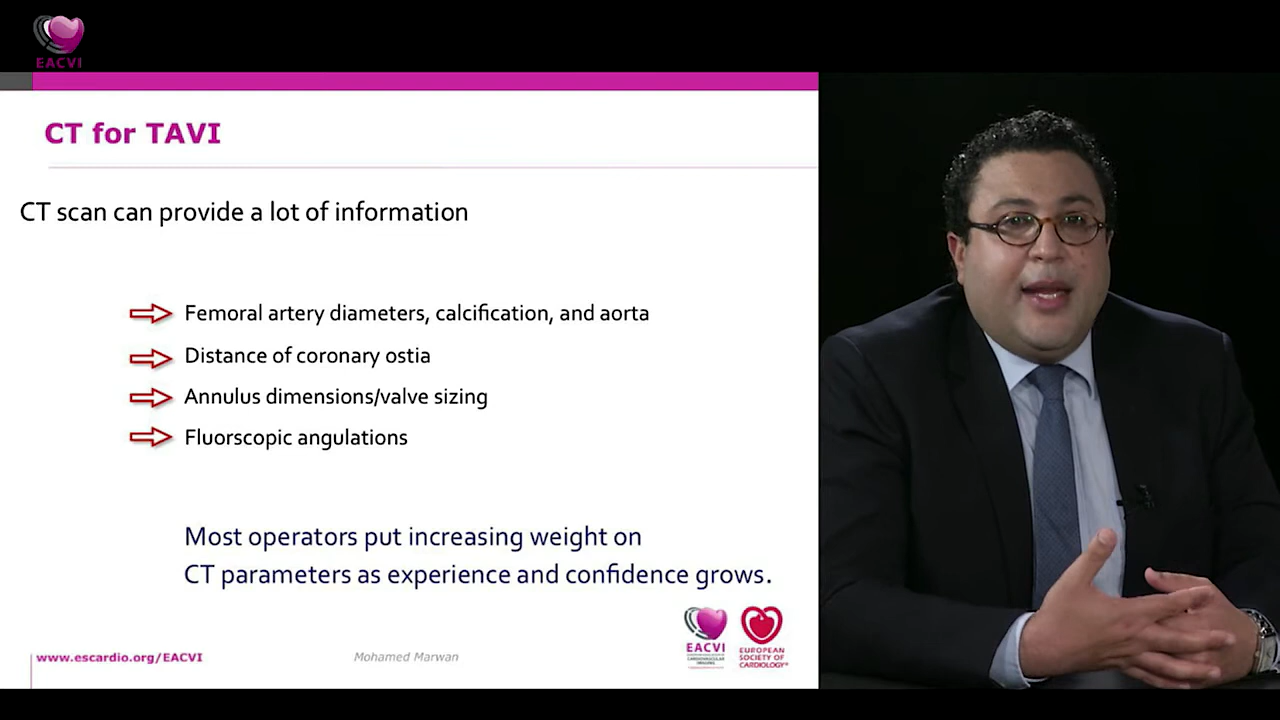 EACVI
CT for TAVI
CT scan can provide a lot of information
Femoral artery diameters, calcification, and aorta
Distance of coronary ostia
Annulus dimensions/valve sizing
Fluorscopic angulations
Most operators put increasing weight on
CT parameters as experience and confidence grows.
www.escardio.org/EACVI
Mohamed Marwan
EACVI
EUROPEAN
SOCIETY OF
CARDIOLOGY®